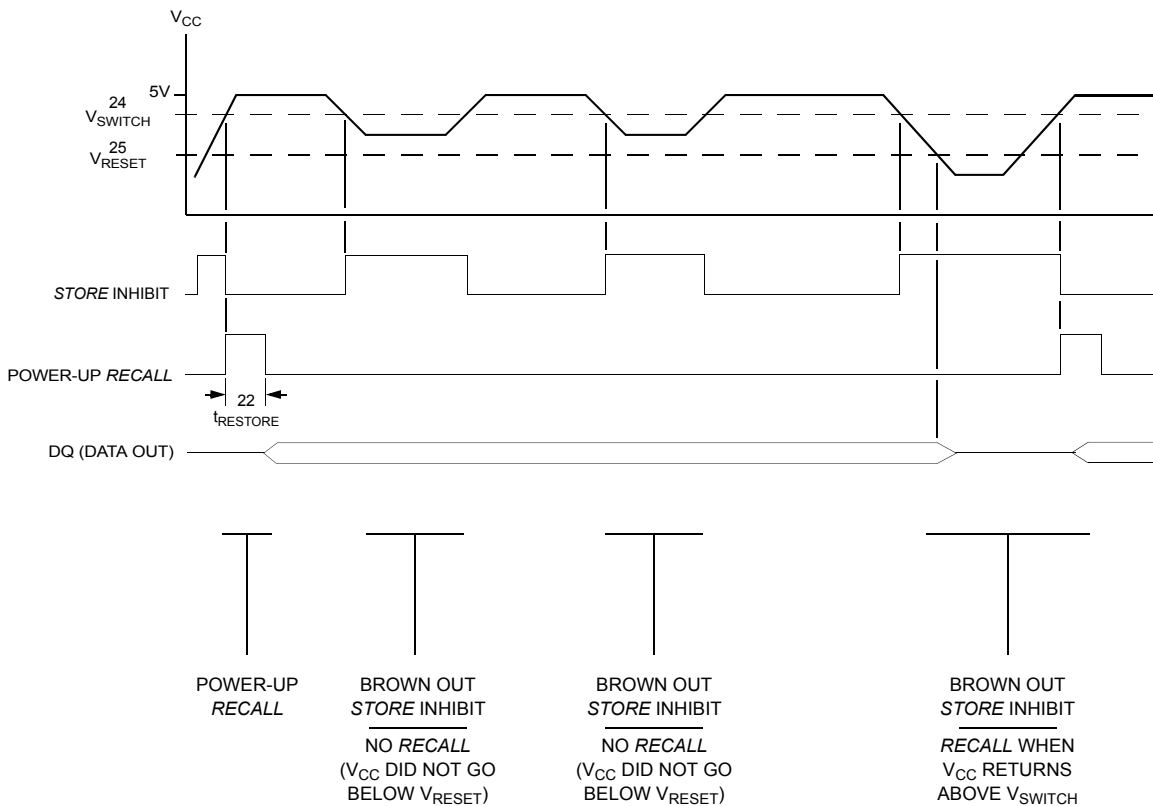 VCC
5V
24
VSWITCH
25
VRESET
STORE INHIBIT
POWER-UP RECALL
22
tRESTORE
DQ (DATA OUT)
POWER-UP
RECALL
BROWN OUT
STORE INHIBIT
NO RECALL
(VCC DID NOT GO
BELOW VRESET)
BROWN OUT
STORE INHIBIT
NO RECALL
(VCC DID NOT GO
BELOW VRESET)
BROWN OUT
STORE INHIBIT
RECALL WHEN
VCC RETURNS
ABOVE VSWITCH